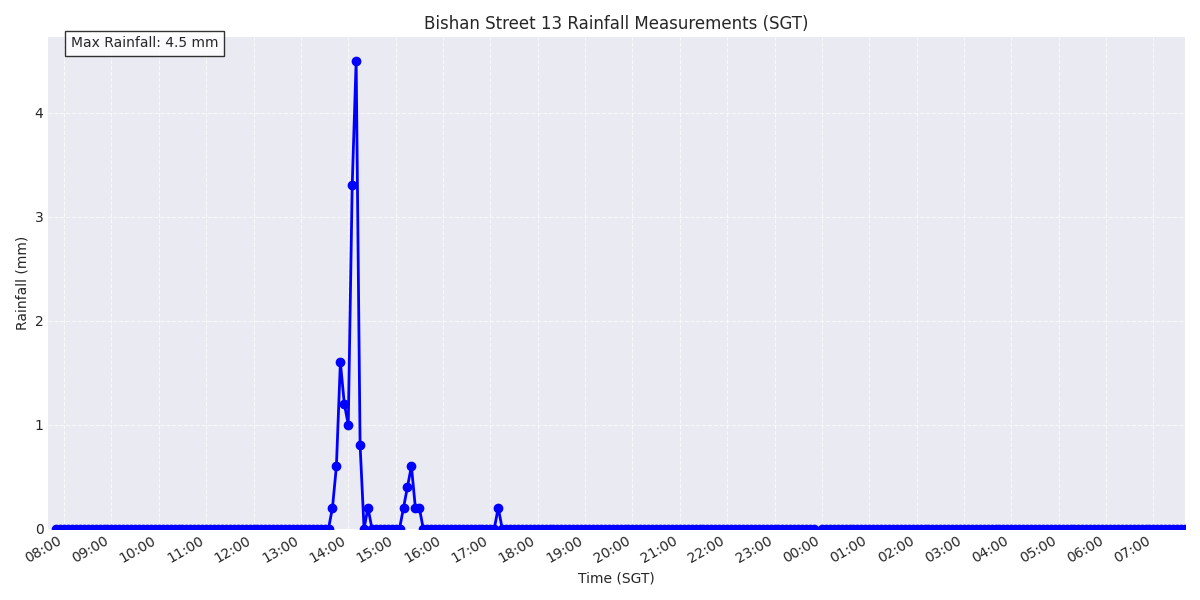 Bishan Street 13 Rainfall Measurements (SGT)
Max Rainfall: 4.5 mm
Rainfall (mm)
4
3
2
1
0
08:00 09:00 10:00 11:00 12:00 13:00 14:00 15:00 16:00 17:00 18:00 19:00 20:00 21:00 22:00 23:00 00:00 01:00 02:00 03:00 04:00 05:00 06:00 07:00
Time (SGT)